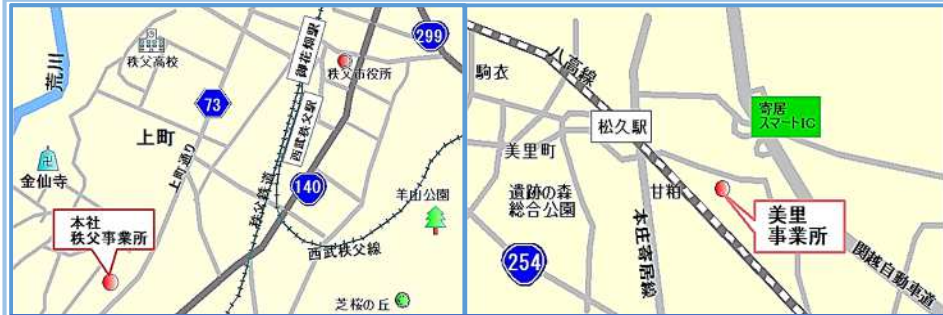 荒川
秩父高校
73
上町
上町通り
卍
金仙寺
本社
秩父事業所
御花畑駅
西武秩父駅
299
秩父市役所
140
秩父鉄道
羊山公園
西武秩父線
芝桜の丘
八高線
駒衣
松久駅
寄居
スマートIC
美里町
遺跡の森
総合公園
甘粕
美里
事業所
本庄寄居線
254
関越自動車道